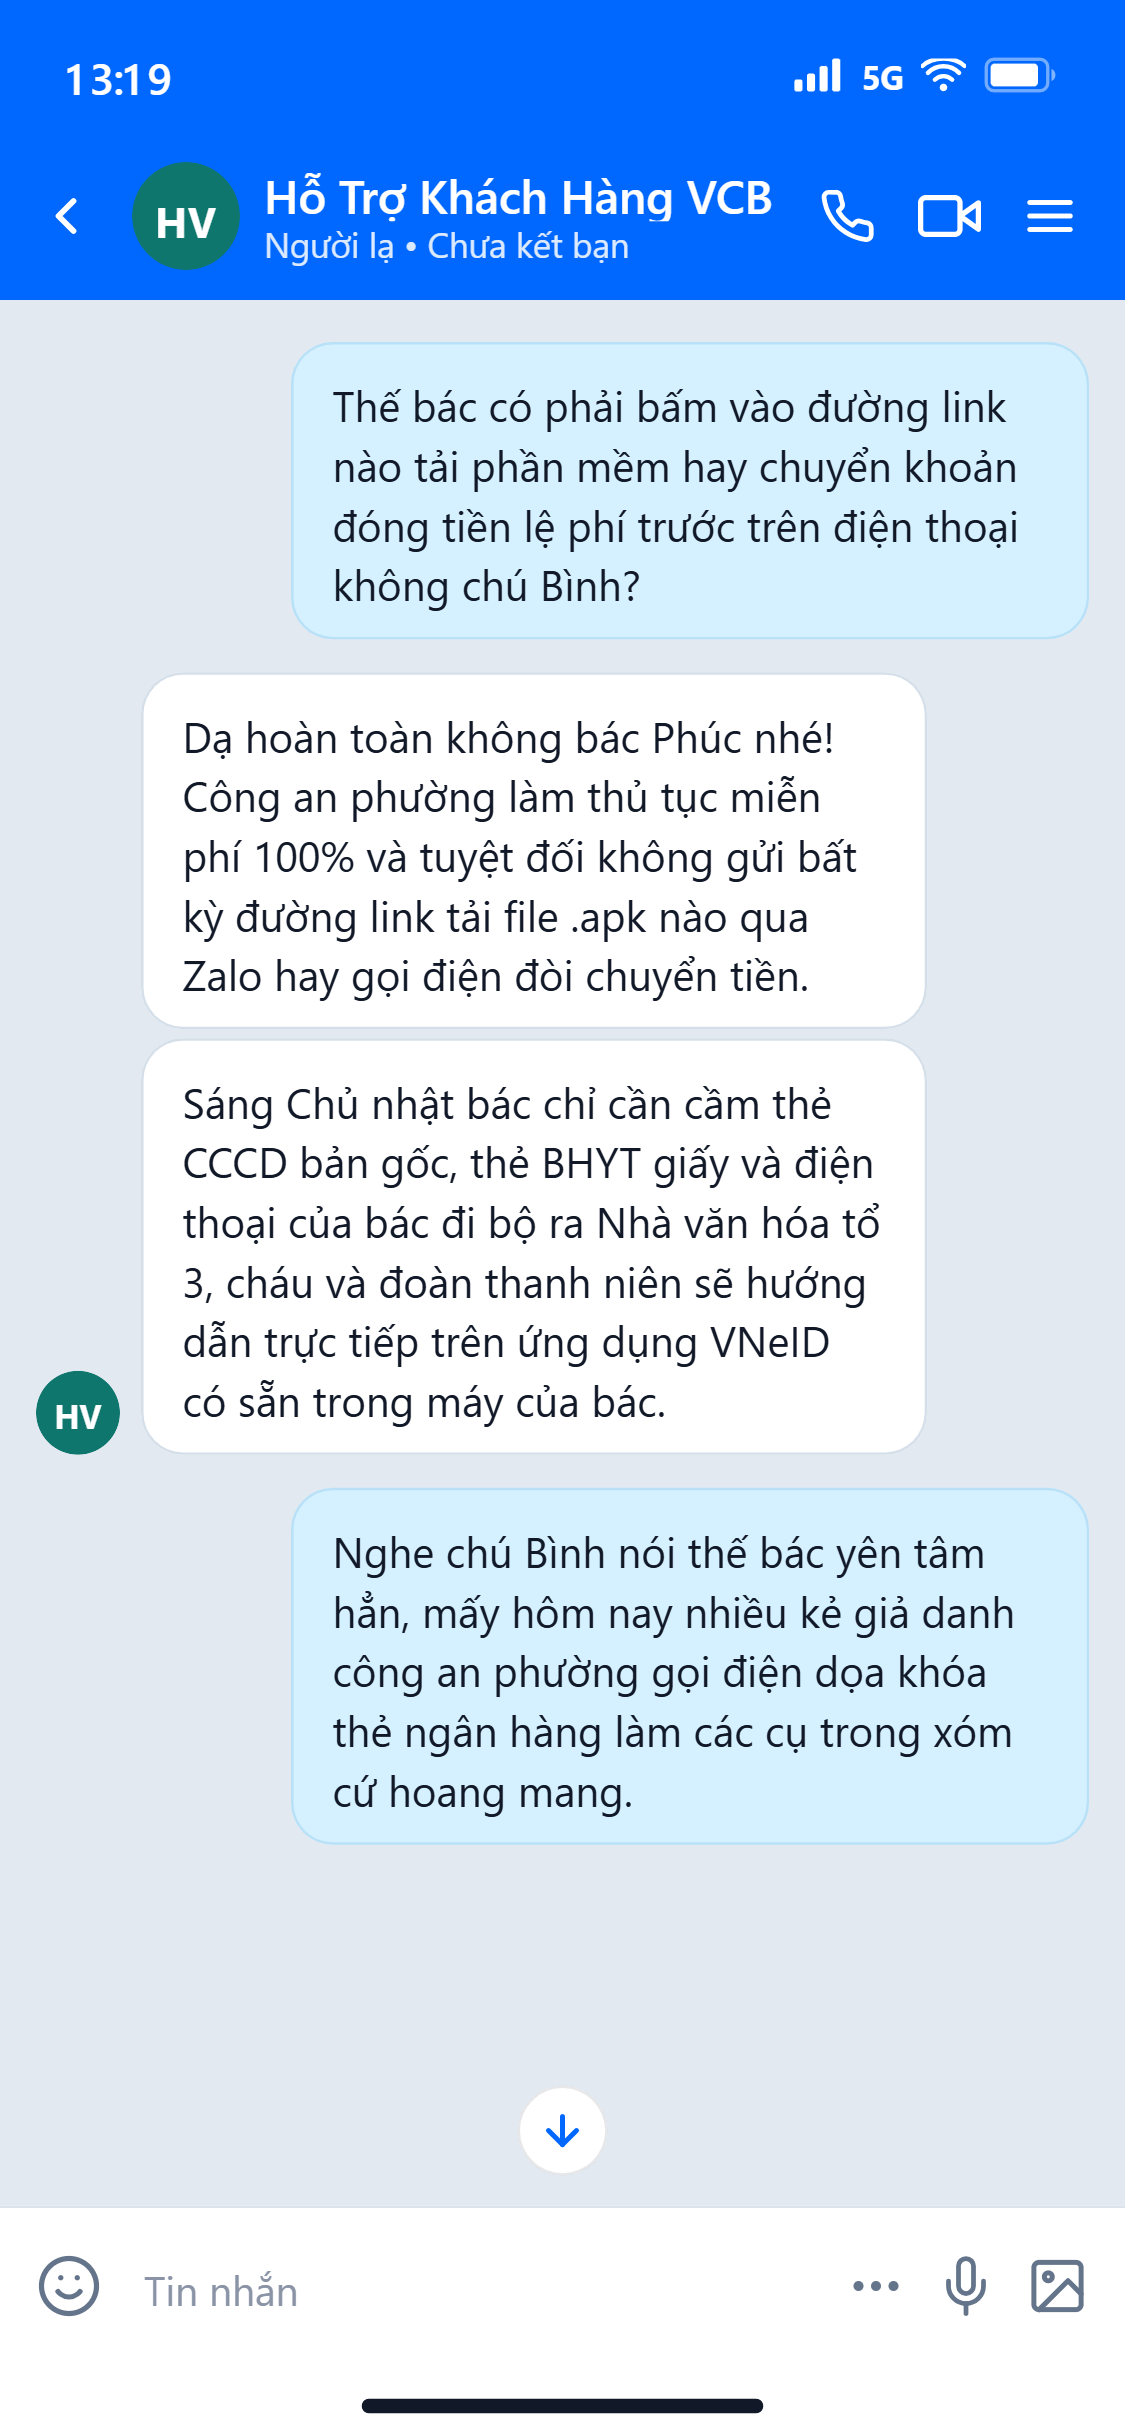 13:19
5G
HV
Hỗ Trợ Khách Hàng VCB
Người lạ • Chưa kết bạn
Thế bác có phải bấm vào đường link
nào tải phần mềm hay chuyển khoản
đóng tiền lệ phí trước trên điện thoại
không chú Bình?
Dạ hoàn toàn không bác Phúc nhé!
Công an phường làm thủ tục miễn
phí 100% và tuyệt đối không gửi bất
kỳ đường link tải file .apk nào qua
Zalo hay gọi điện đòi chuyển tiền.
Sáng Chủ nhật bác chỉ cần cầm thẻ
CCCD bản gốc, thẻ BHYT giấy và điện
thoại của bác đi bộ ra Nhà văn hóa tổ
3, cháu và đoàn thanh niên sẽ hướng
dẫn trực tiếp trên ứng dụng VNeID
có sẵn trong máy của bác.
HV
Nghe chú Bình nói thế bác yên tâm
hẳn, mấy hôm nay nhiều kẻ giả danh
công an phường gọi điện dọa khóa
thẻ ngân hàng làm các cụ trong xóm
cứ hoang mang.
Tin nhắn